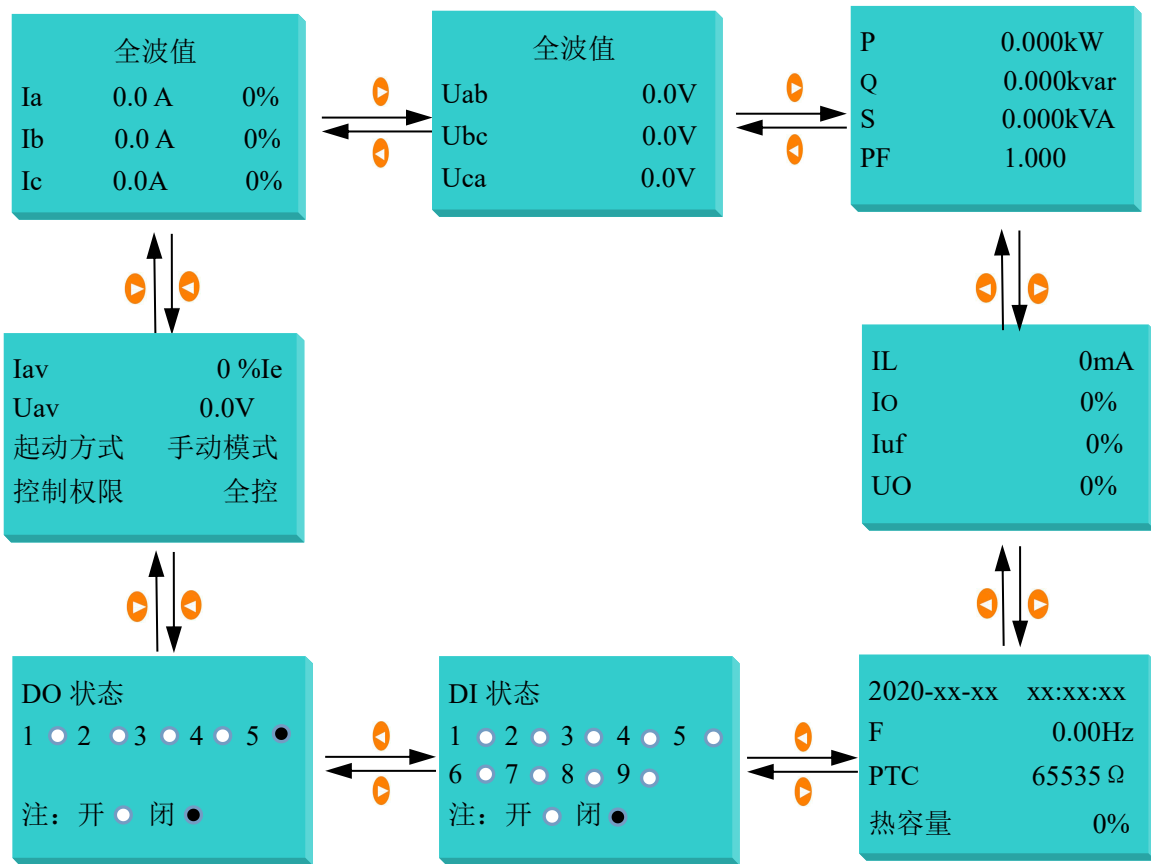 全波值
Ia 0.0 A 0%
Ib 0.0 A 0%
Ic 0.0A 0%
全波值
Uab 0.0V
Ubc 0.0V
Uca 0.0V
P 0.000kW
Q 0.000kvar
S 0.000kVA
PF 1.000
Iav 0 %Ie
Uav 0.0V
起动方式 手动模式
控制权限 全控
IL 0mA
IO 0%
Iuf 0%
UO 0%
DO 状态
1 ○ 2 ○ 3 ○ 4 ○ 5 ●
注：开 ○ 闭 ●
DI 状态
1 ○ 2 ○ 3 ○ 4 ○ 5 ○
6 ○ 7 ○ 8 ○ 9 ○
注：开 ○ 闭 ●
2020-xx-xx xx:xx:xx
F 0.00Hz
PTC 65535 Ω
热容量 0%